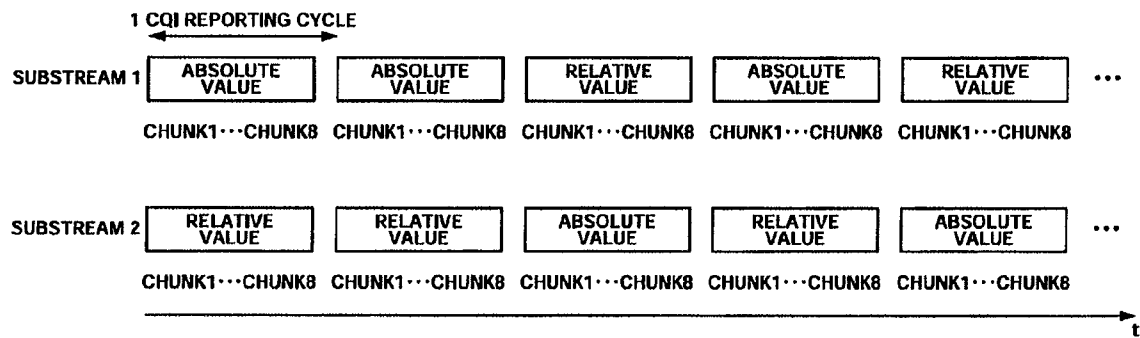 1 CQI REPORTING CYCLE
SUBSTREAM 1
ABSOLUTE VALUE
ABSOLUTE VALUE
RELATIVE VALUE
ABSOLUTE VALUE
RELATIVE VALUE
•••
CHUNK1···CHUNK8 CHUNK1···CHUNK8 CHUNK1···CHUNK8 CHUNK1···CHUNK8 CHUNK1···CHUNK8
SUBSTREAM 2
RELATIVE VALUE
RELATIVE VALUE
ABSOLUTE VALUE
RELATIVE VALUE
ABSOLUTE VALUE
•••
CHUNK1···CHUNK8 CHUNK1···CHUNK8 CHUNK1···CHUNK8 CHUNK1···CHUNK8 CHUNK1···CHUNK8
t